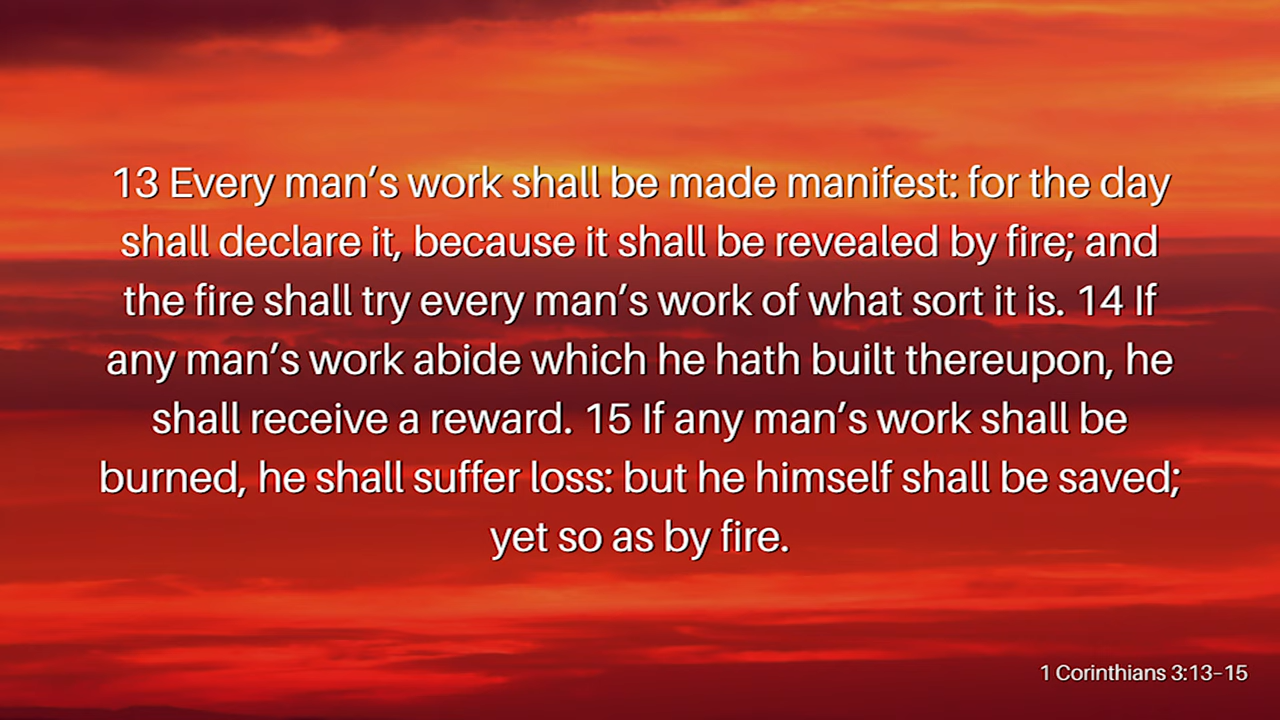 13 Every man’s work shall be made manifest: for the day
shall declare it, because it shall be revealed by fire; and
the fire shall try every man’s work of what sort it is. 14 If
any man’s work abide which he hath built thereupon, he
shall receive a reward. 15 If any man’s work shall be
burned, he shall suffer loss: but he himself shall be saved;
yet so as by fire.
1 Corinthians 3:13–15